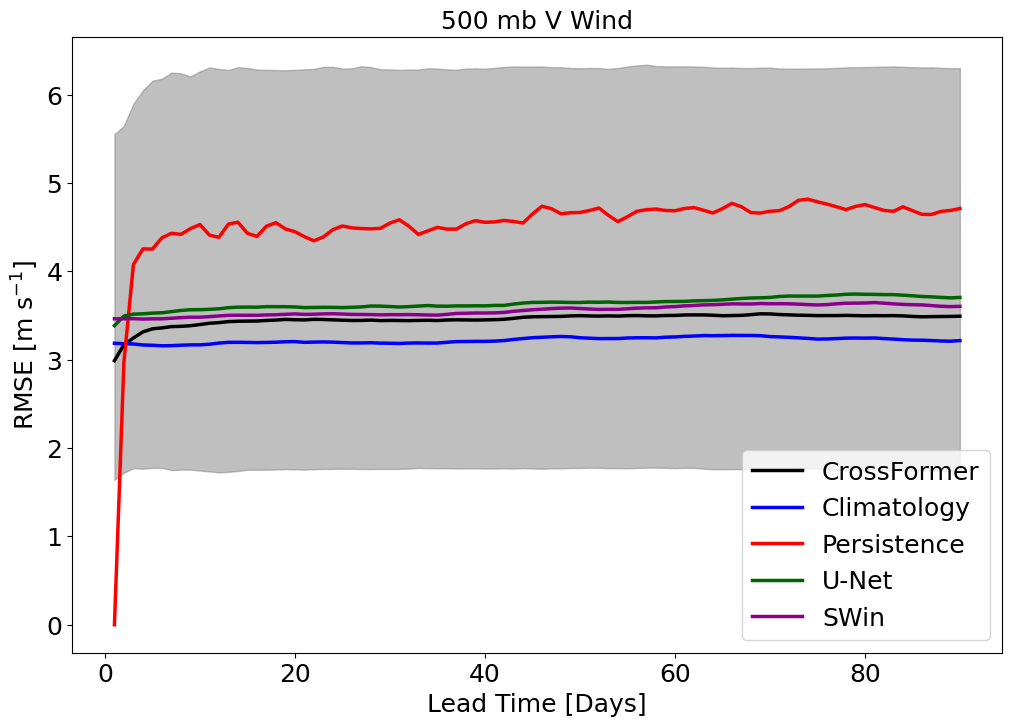 500 mb V Wind
RMSE [m s⁻¹]
6
5
4
3
2
1
0
0 20 40 60 80
Lead Time [Days]
CrossFormer
Climatology
Persistence
U-Net
SWin